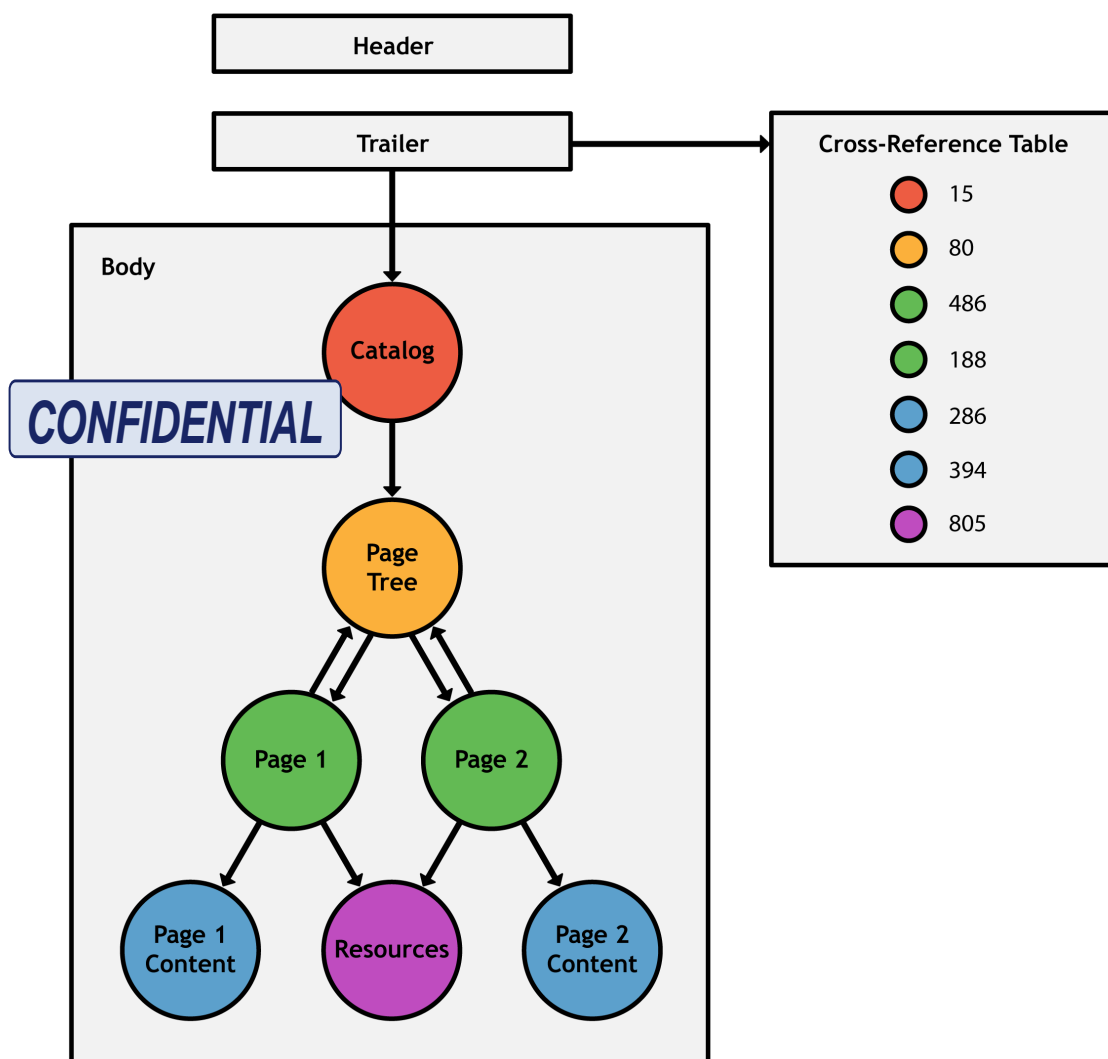 Header
Trailer
Cross-Reference Table
15
80
486
188
286
394
805
Body
Catalog
CONFIDENTIAL
Page
Tree
Page 1
Page 2
Page 1
Content
Resources
Page 2
Content